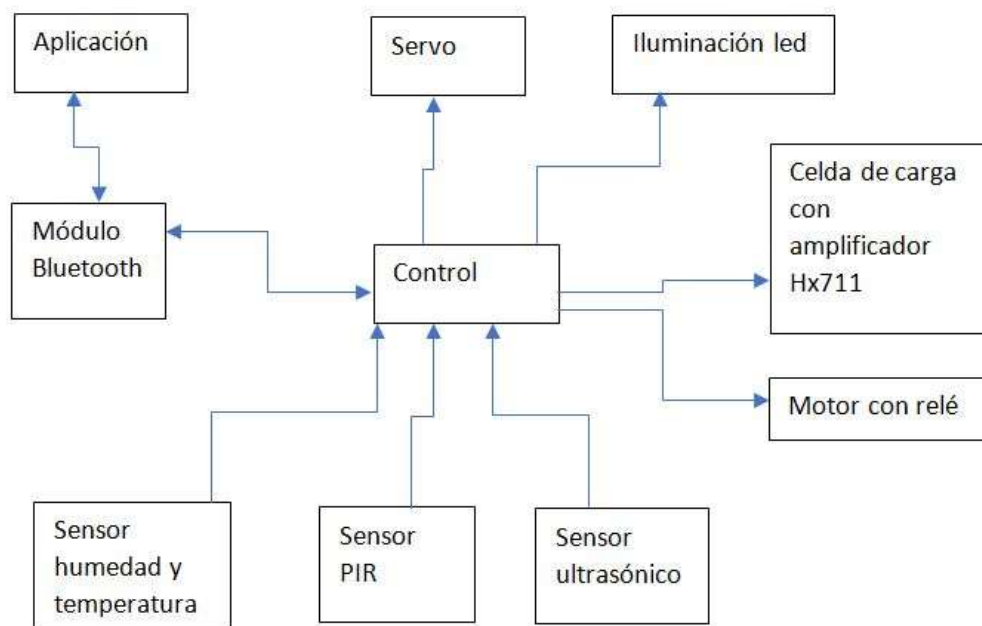 Aplicación
Servo
Iluminación led
Celda de carga
con
amplificador
Hx711
Módulo
Bluetooth
Control
Motor con relé
Sensor
humedad y
temperatura
Sensor
PIR
Sensor
ultrasónico